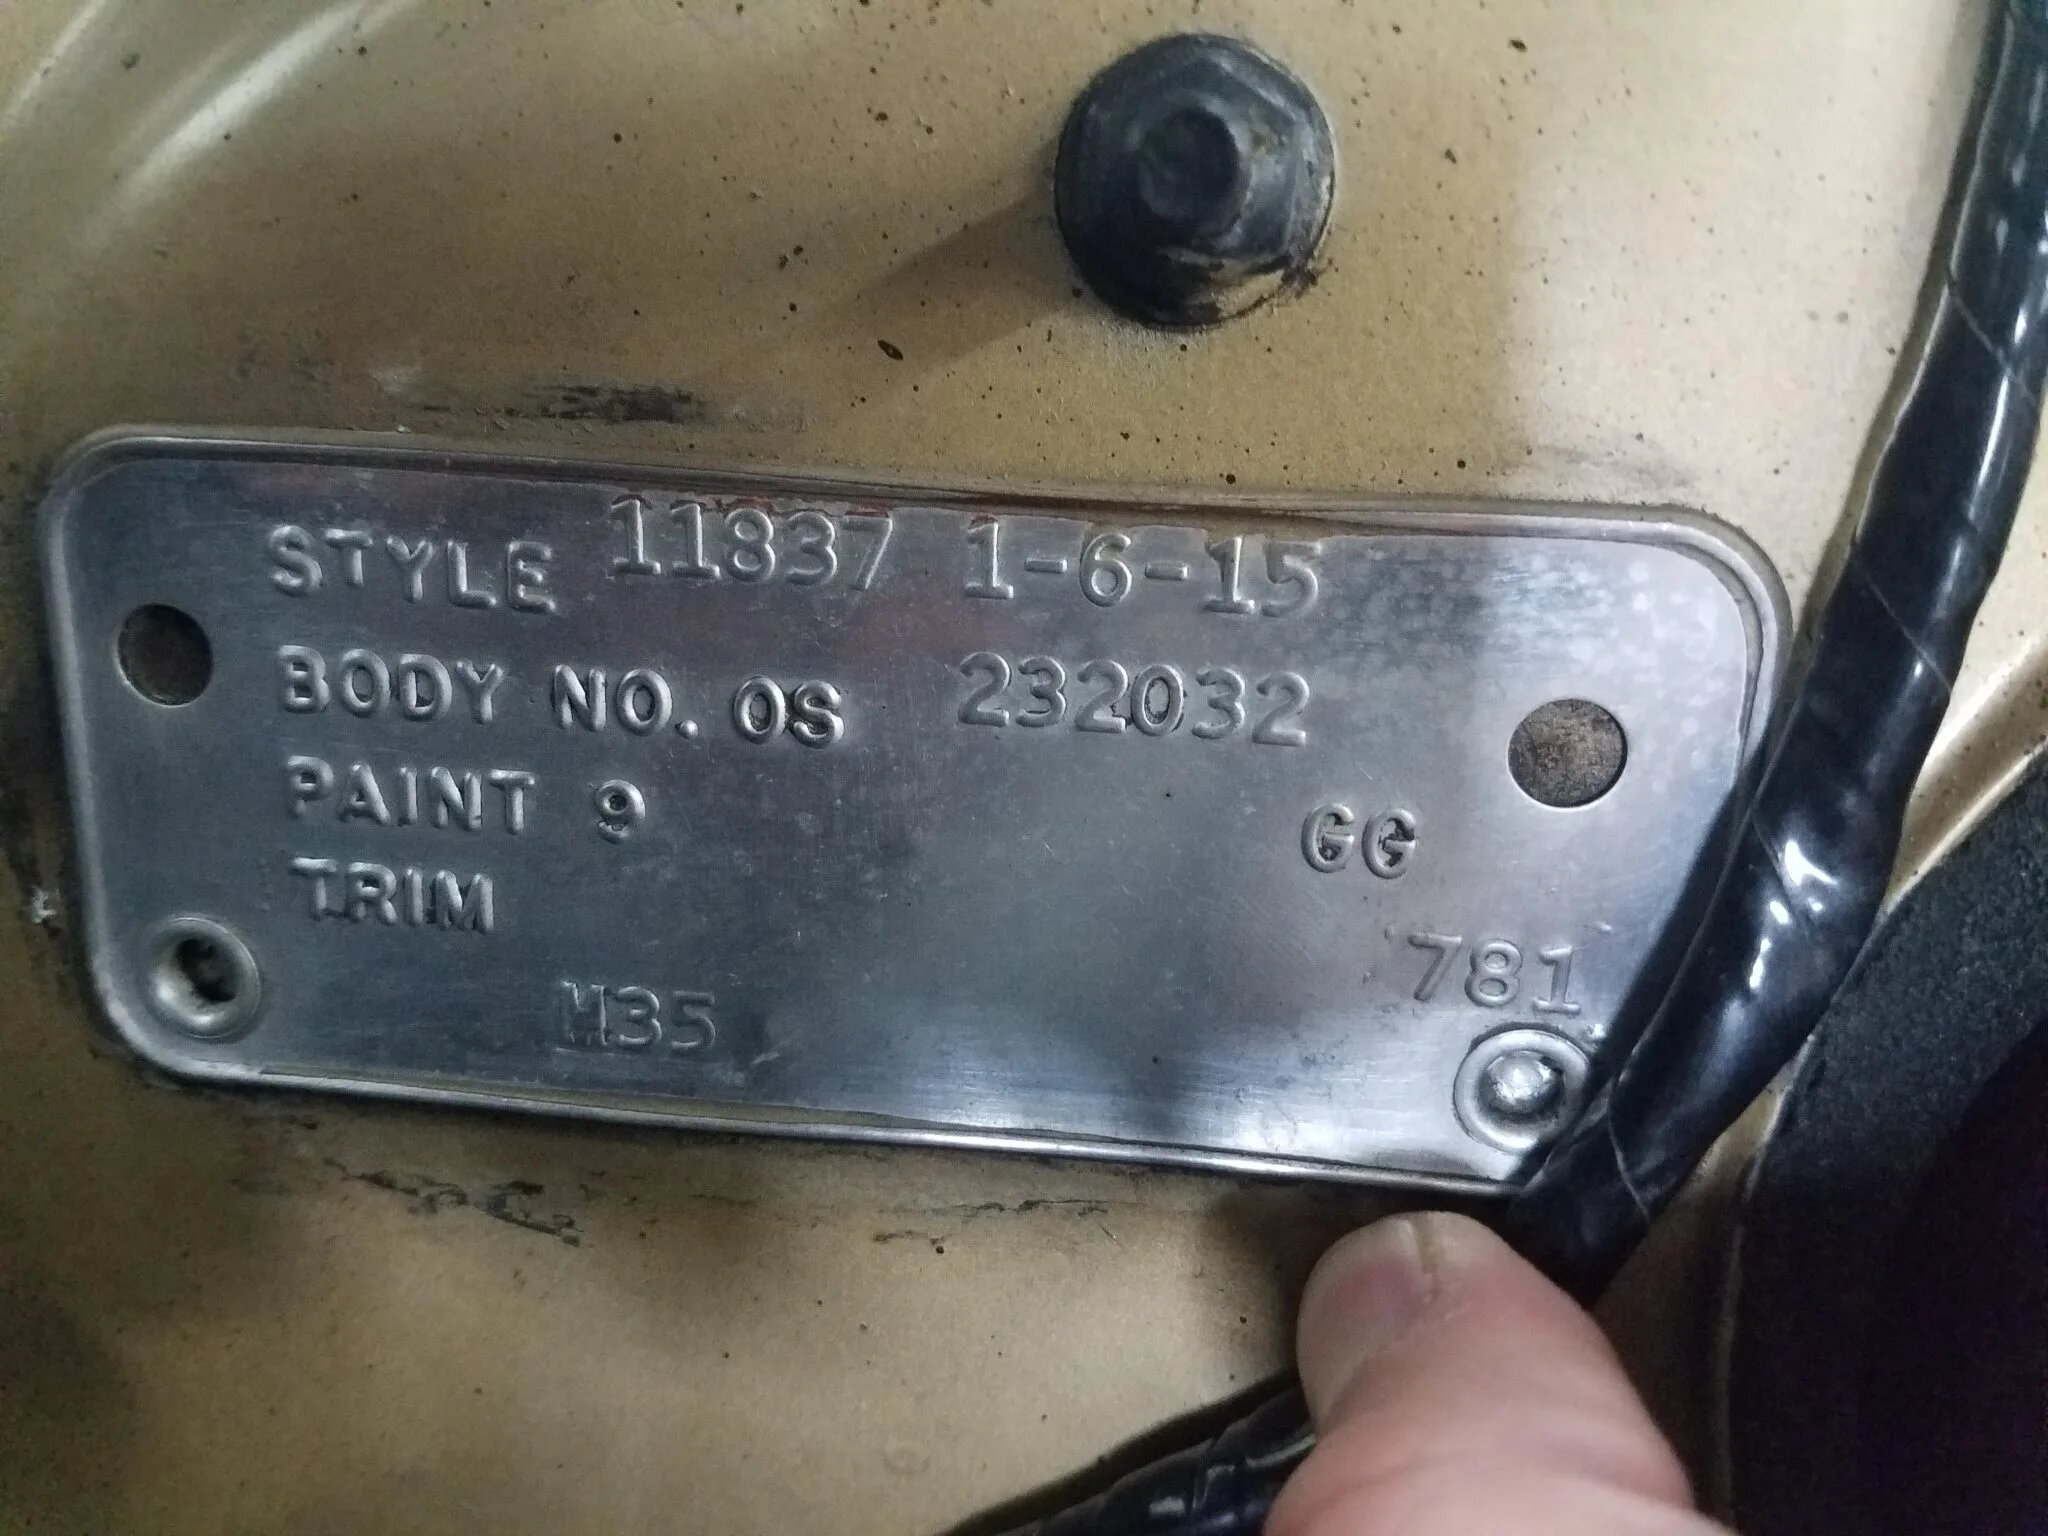 STYLE 11837 1-6-15
BODY NO. OS 232032
PAINT 9 GG
TRIM 781
M35